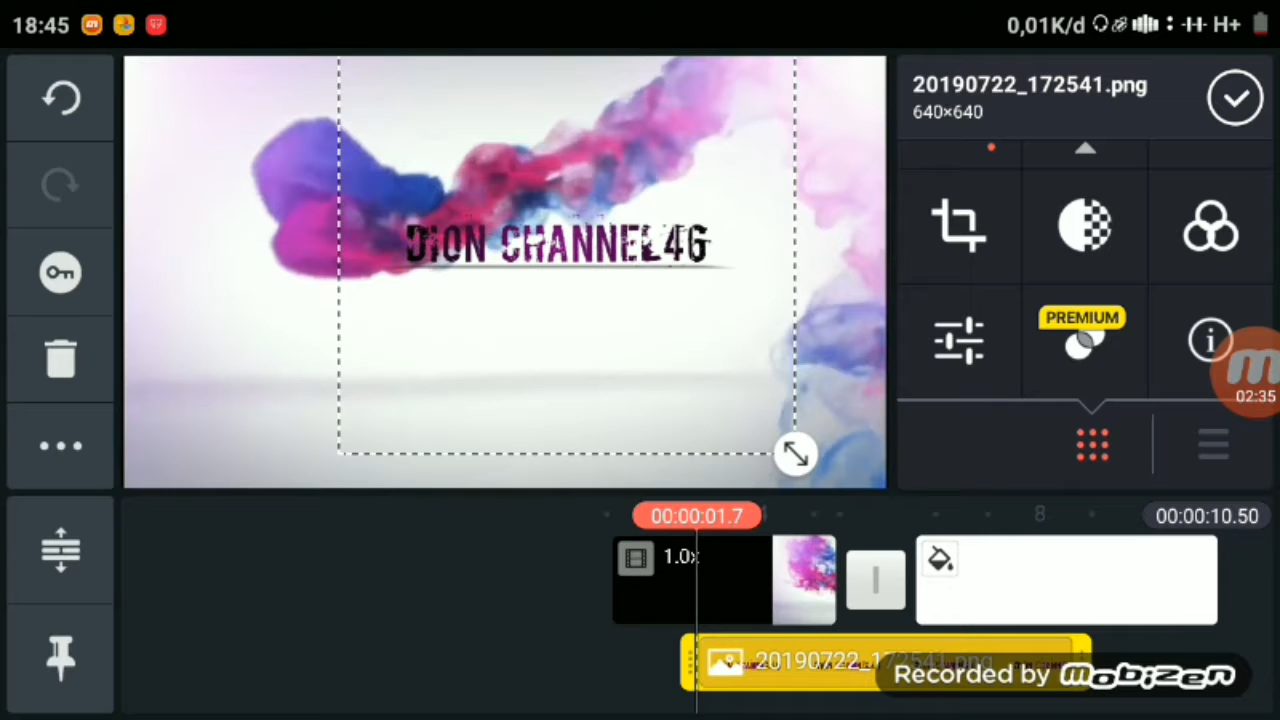 18:45
0,01K/d
H+
20190722_172541.png
640×640
DION CHANNEL4G
PREMIUM
02:35
00:00:01.7
8
00:00:10.50
1.0x
20190722_172541.png
Recorded by mobizen